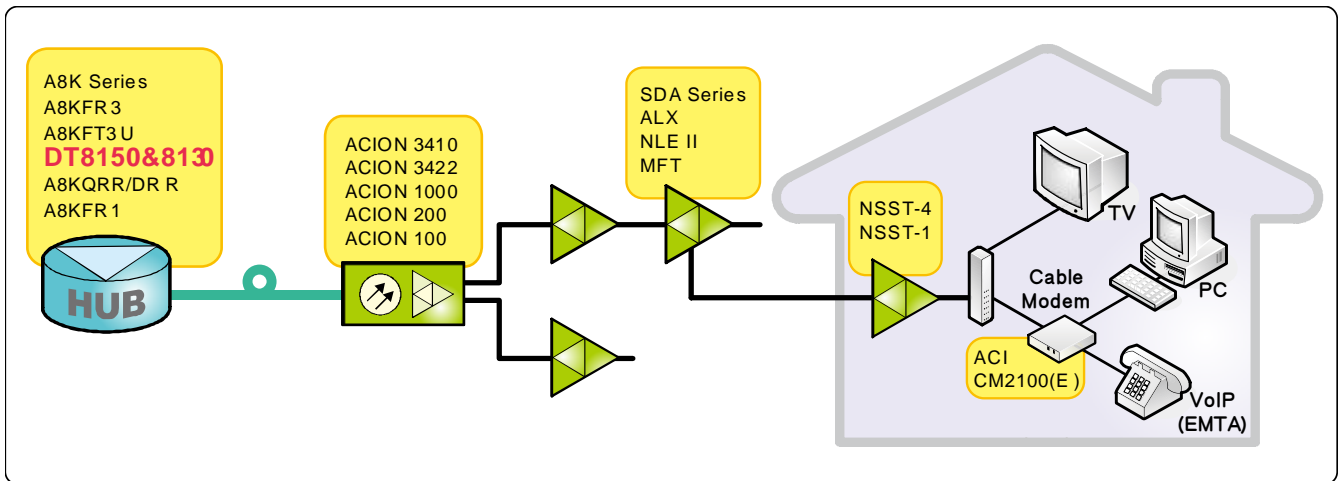 A8K Series
A8KFR3
A8KFT3U
DT8150&8130
A8KQRR/DR R
A8KFR1
HUB
ACION 3410
ACION 3422
ACION 1000
ACION 200
ACION 100
SDA Series
ALX
NLE II
MFT
NSST-4
NSST-1
TV
PC
Cable
Modem
ACI
CM2100(E )
VoIP
(EMTA)